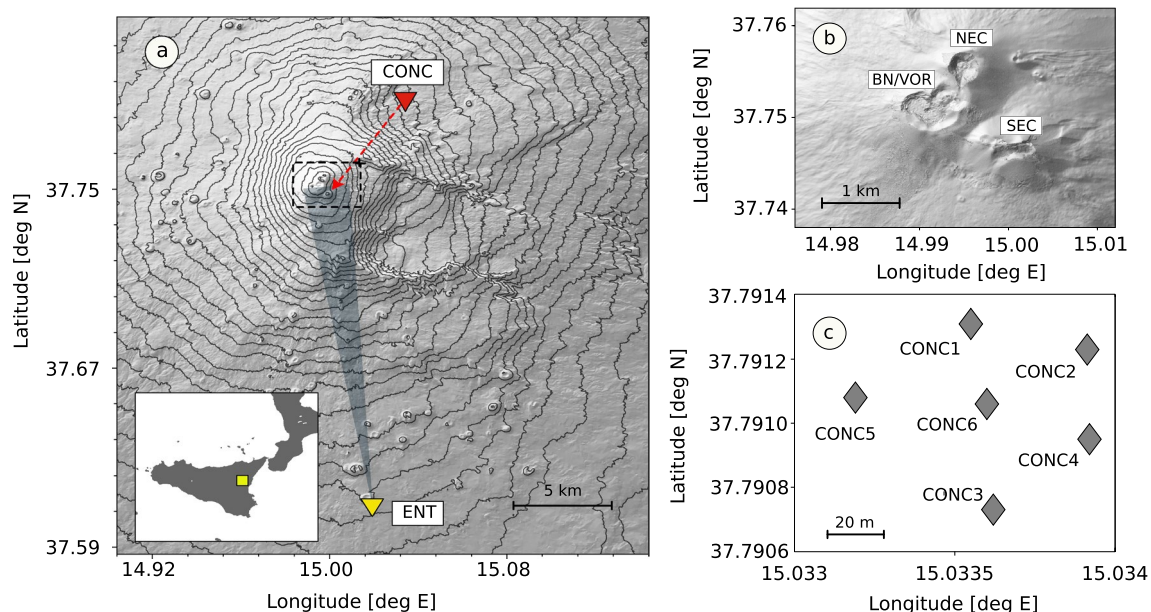 a
CONC
ENT
5 km
37.75
37.67
37.59
14.92
15.00
15.08
Latitude [deg N]
Longitude [deg E]
b
NEC
BN/VOR
SEC
1 km
37.76
37.75
37.74
14.98
14.99
15.00
15.01
Latitude [deg N]
Longitude [deg E]
c
CONC1
CONC2
CONC5
CONC6
CONC4
CONC3
20 m
37.7914
37.7912
37.7910
37.7908
37.7906
15.033
15.0335
15.034
Latitude [deg N]
Longitude [deg E]